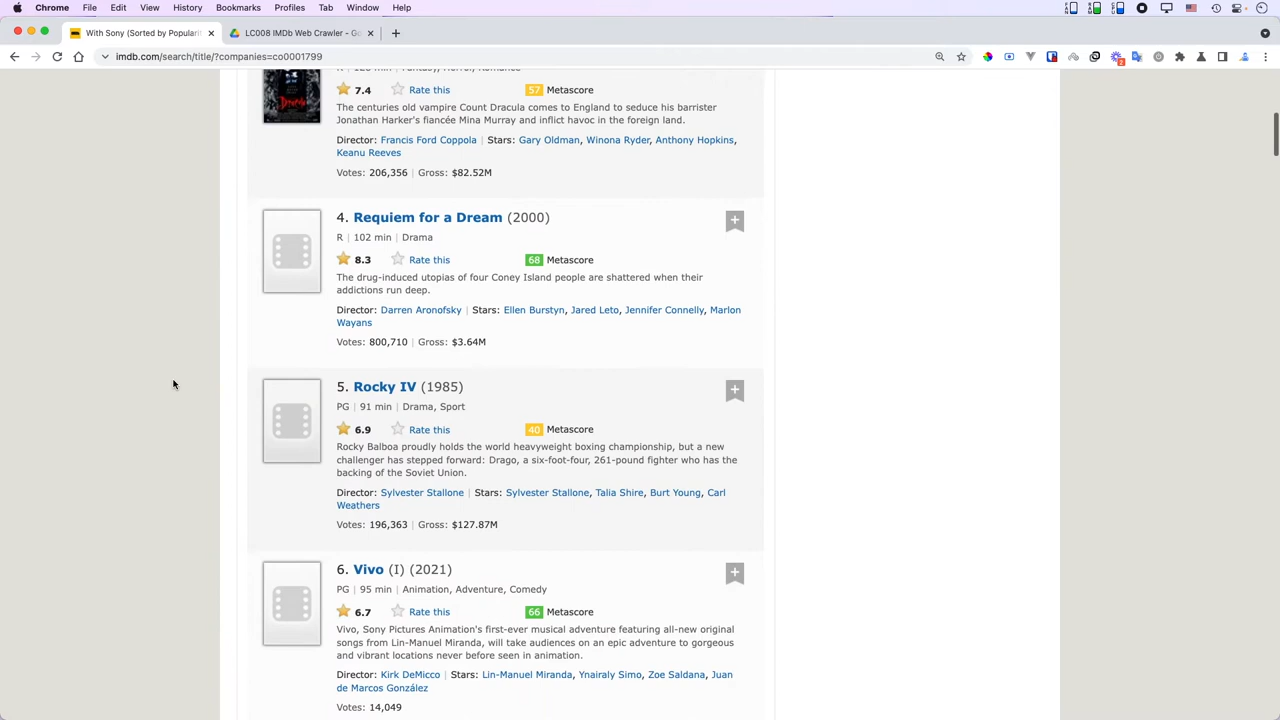 Chrome File Edit View History Bookmarks Profiles Tab Window Help
With Sony (Sorted by Populari
LC008 IMDb Web Crawler - Go
imdb.com/search/title/?companies=co0001799
7.4 Rate this 57 Metascore
The centuries old vampire Count Dracula comes to England to seduce his barrister
Jonathan Harker's fiancée Mina Murray and inflict havoc in the foreign land.
Director: Francis Ford Coppola | Stars: Gary Oldman, Winona Ryder, Anthony Hopkins,
Keanu Reeves
Votes: 206,356 | Gross: $82.52M
4. Requiem for a Dream (2000)
R | 102 min | Drama
8.3 Rate this 68 Metascore
The drug-induced utopias of four Coney Island people are shattered when their
addictions run deep.
Director: Darren Aronofsky | Stars: Ellen Burstyn, Jared Leto, Jennifer Connelly, Marlon
Wayans
Votes: 800,710 | Gross: $3.64M
5. Rocky IV (1985)
PG | 91 min | Drama, Sport
6.9 Rate this 40 Metascore
Rocky Balboa proudly holds the world heavyweight boxing championship, but a new
challenger has stepped forward: Drago, a six-foot-four, 261-pound fighter who has the
backing of the Soviet Union.
Director: Sylvester Stallone | Stars: Sylvester Stallone, Talia Shire, Burt Young, Carl
Weathers
Votes: 196,363 | Gross: $127.87M
6. Vivo (I) (2021)
PG | 95 min | Animation, Adventure, Comedy
6.7 Rate this 66 Metascore
Vivo, Sony Pictures Animation's first-ever musical adventure featuring all-new original
songs from Lin-Manuel Miranda, will take audiences on an epic adventure to gorgeous
and vibrant locations never before seen in animation.
Director: Kirk DeMicco | Stars: Lin-Manuel Miranda, Ynairaly Simo, Zoe Saldana, Juan
de Marcos González
Votes: 14,049